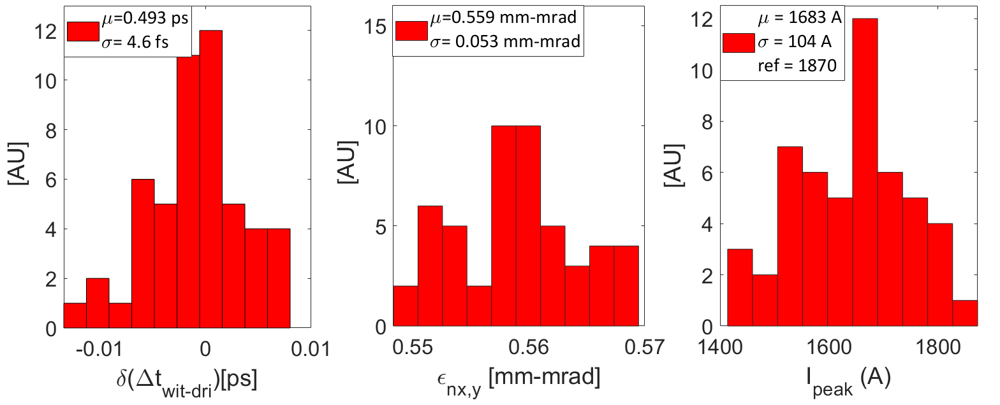 μ=0.493 ps
σ= 4.6 fs
12
10
8
6
4
2
0
[AU]
-0.01
0
0.01
δ(Δt_wit-dri)[ps]
μ=0.559 mm-mrad
σ= 0.053 mm-mrad
15
10
5
0
[AU]
0.55
0.56
0.57
ϵ_nx,y [mm-mrad]
μ = 1683 A
σ = 104 A
ref = 1870
12
10
8
6
4
2
0
[AU]
1400
1600
1800
I_peak (A)